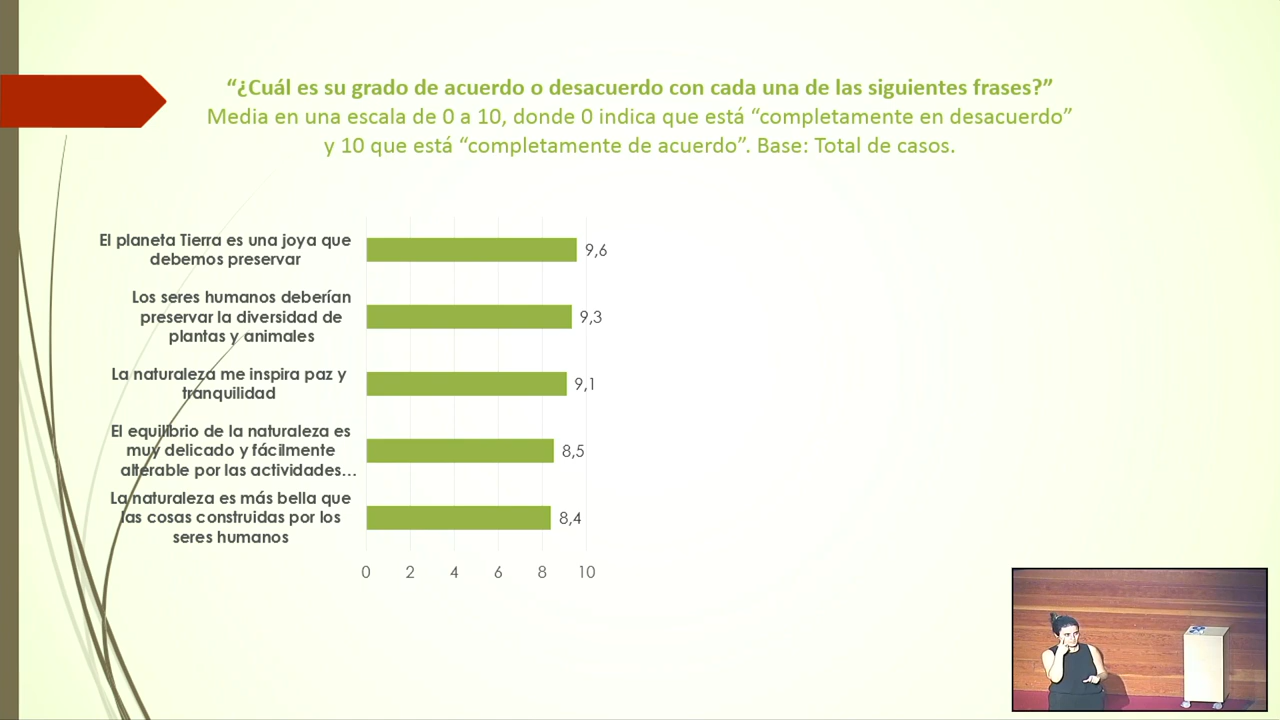 “¿Cuál es su grado de acuerdo o desacuerdo con cada una de las siguientes frases?”
Media en una escala de 0 a 10, donde 0 indica que está “completamente en desacuerdo”
y 10 que está “completamente de acuerdo”. Base: Total de casos.
El planeta Tierra es una joya que
debemos preservar
9,6
Los seres humanos deberían
preservar la diversidad de
plantas y animales
9,3
La naturaleza me inspira paz y
tranquilidad
9,1
El equilibrio de la naturaleza es
muy delicado y fácilmente
alterable por las actividades…
8,5
La naturaleza es más bella que
las cosas construidas por los
seres humanos
8,4
0 2 4 6 8 10